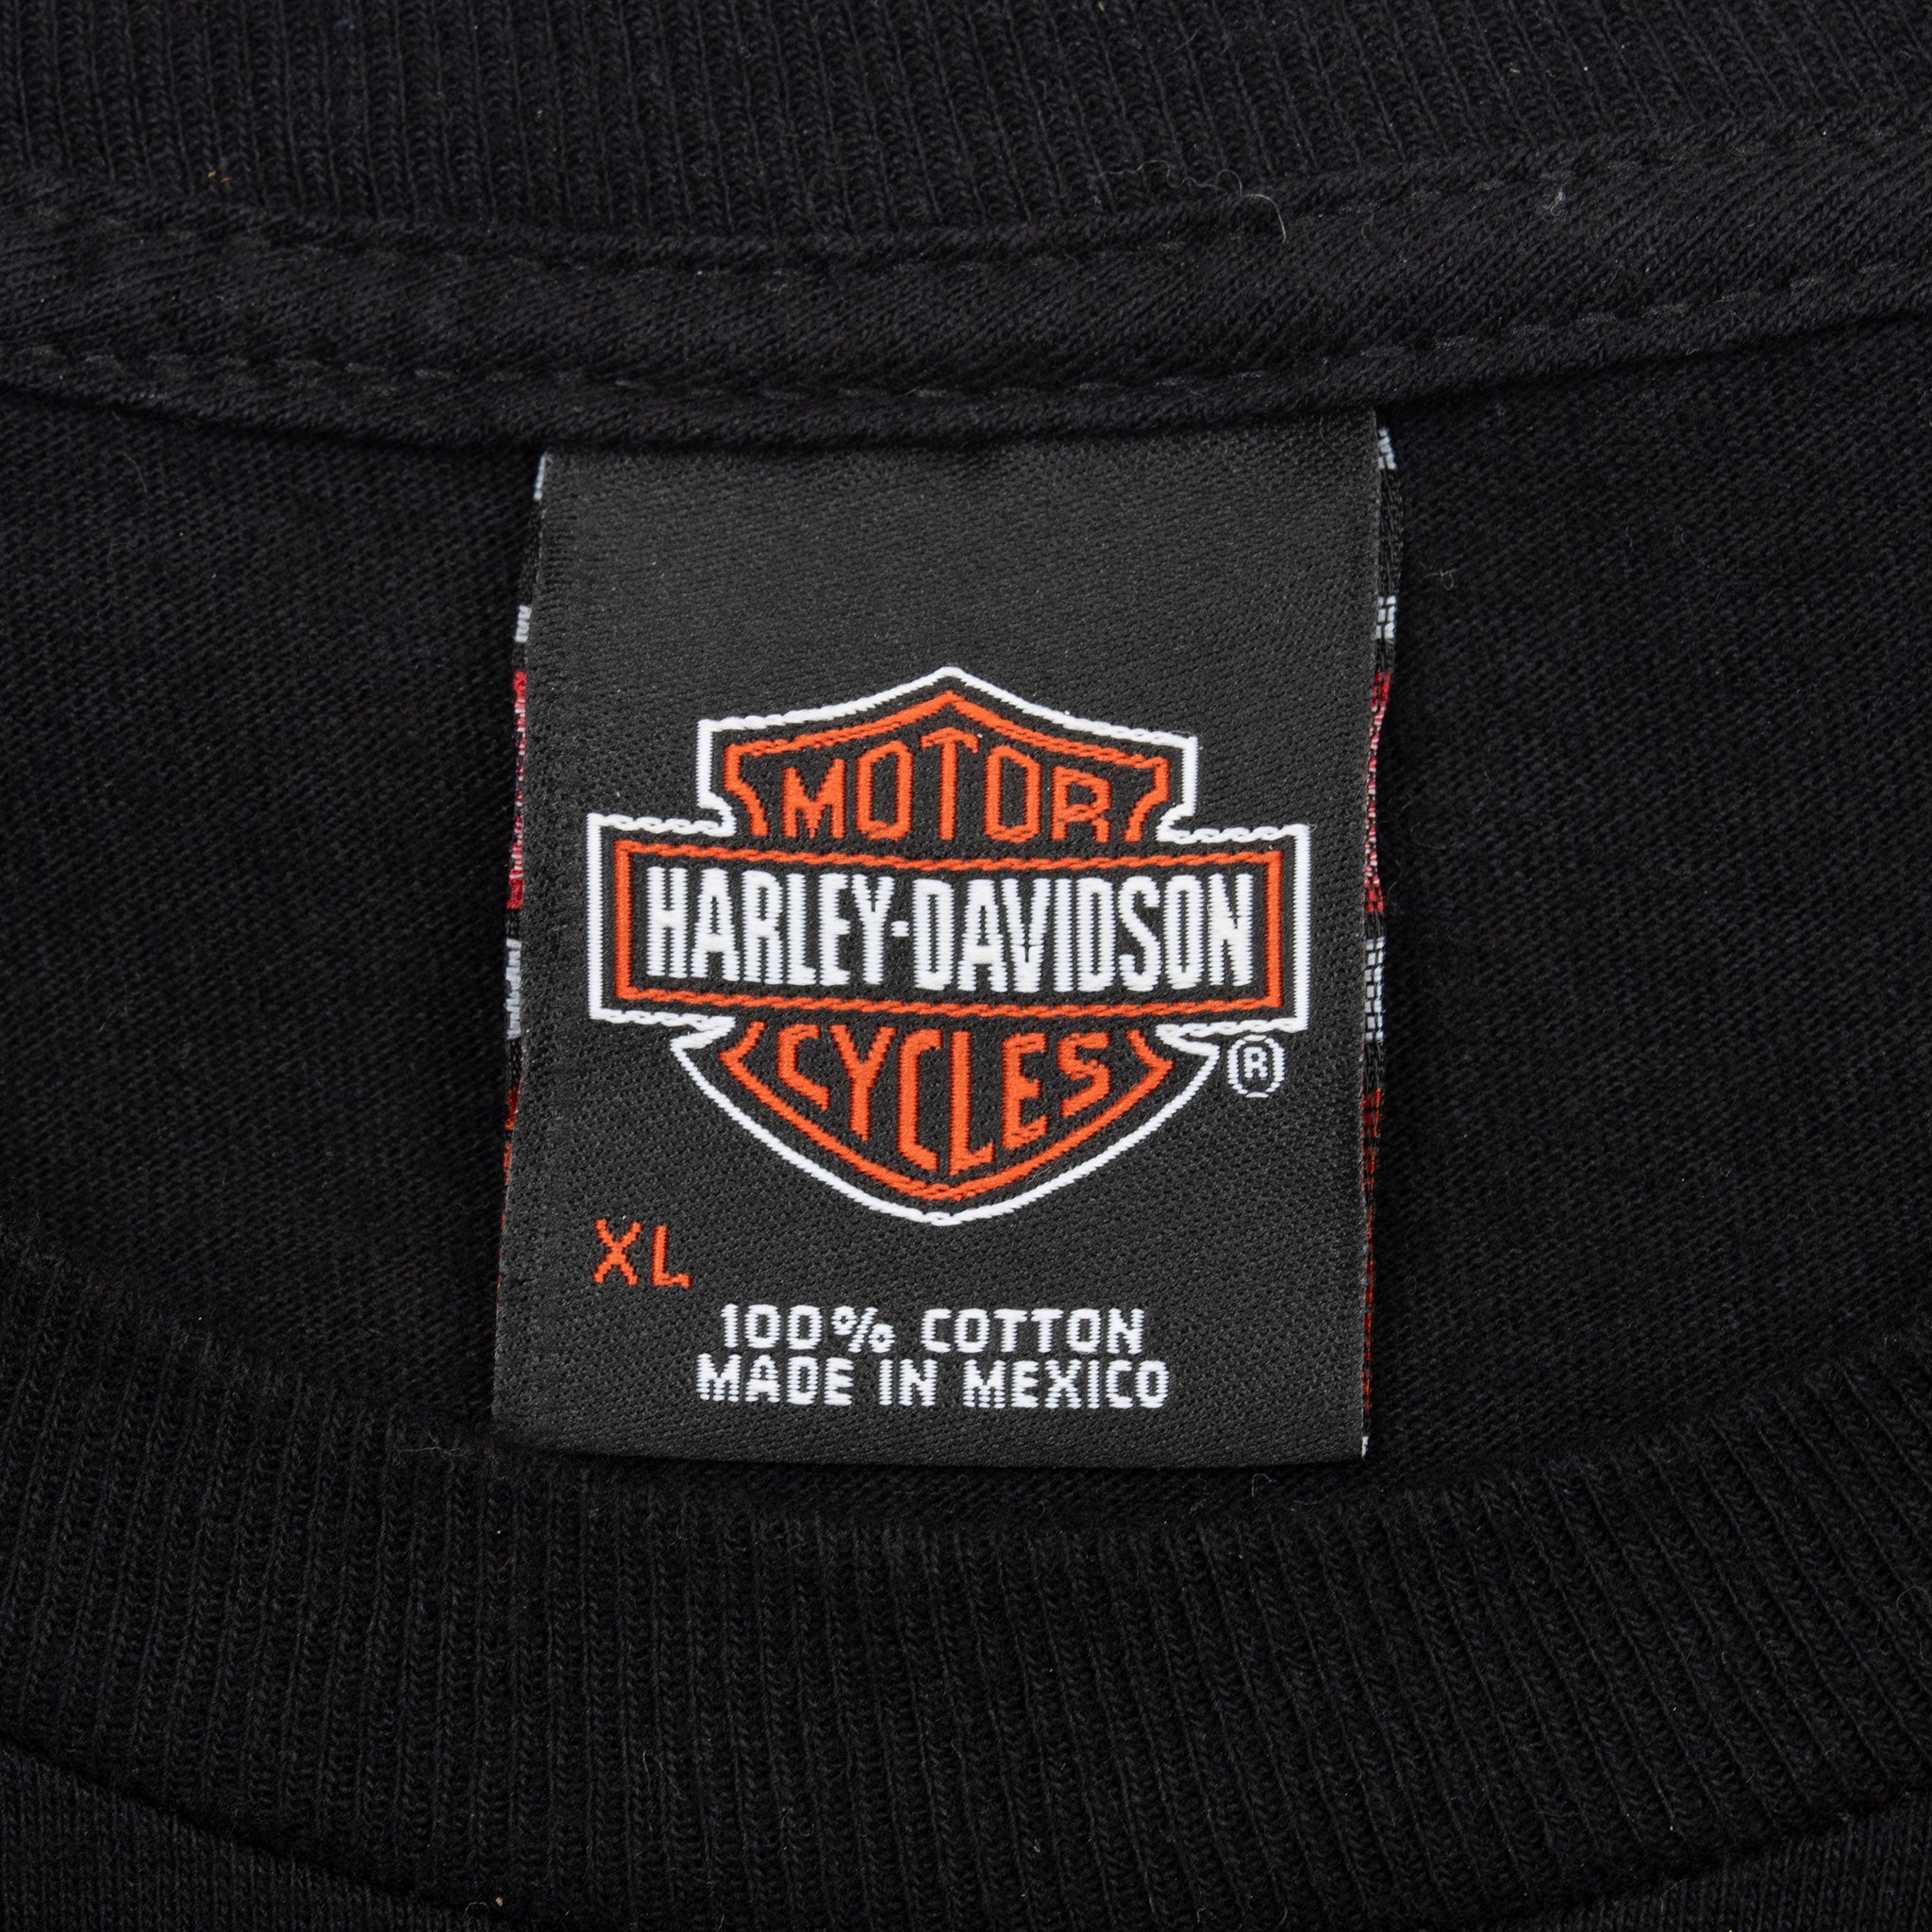 MOTOR
HARLEY-DAVIDSON
CYCLES
®
XL
100% COTTON
MADE IN MEXICO